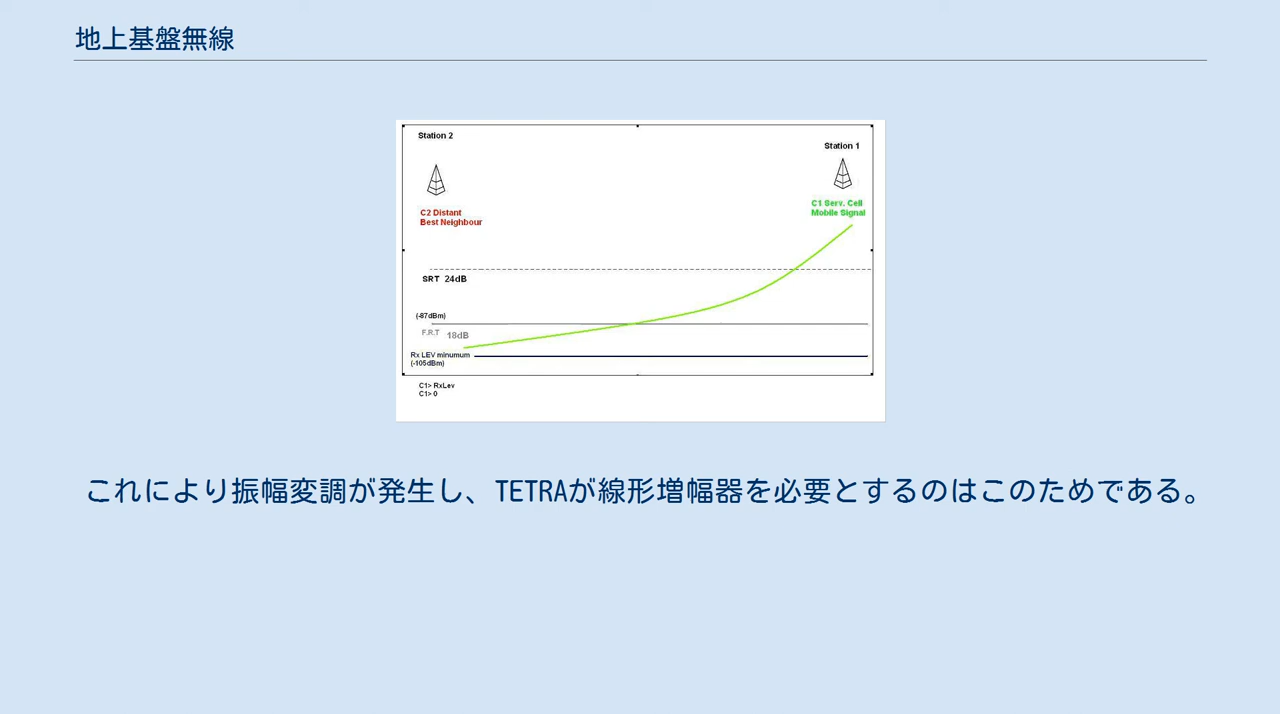 地上基盤無線
Station 2
Station 1
C2 Distant
Best Neighbour
C1 Serv. Cell
Mobile Signal
SRT 24dB
(-87dBm)
F.R.T 18dB
Rx LEV minumum
(-105dBm)
C1> RxLev
C1> 0
これにより振幅変調が発生し、TETRAが線形増幅器を必要とするのはこのためである。